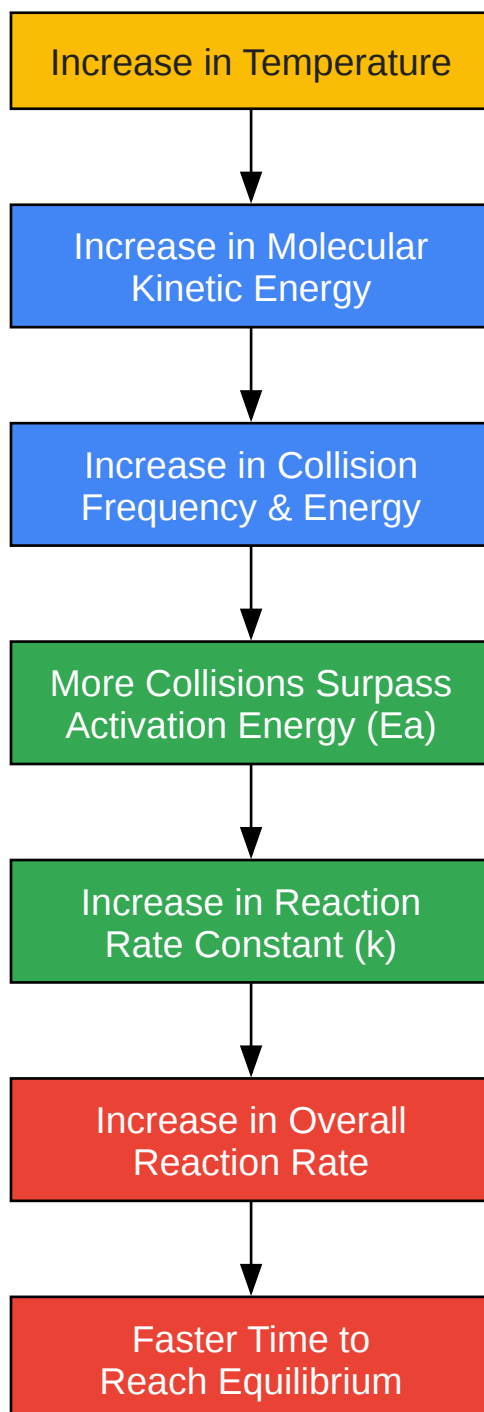 Increase in Temperature
Increase in Molecular
Kinetic Energy
Increase in Collision
Frequency & Energy
More Collisions Surpass
Activation Energy (Ea)
Increase in Reaction
Rate Constant (k)
Increase in Overall
Reaction Rate
Faster Time to
Reach Equilibrium